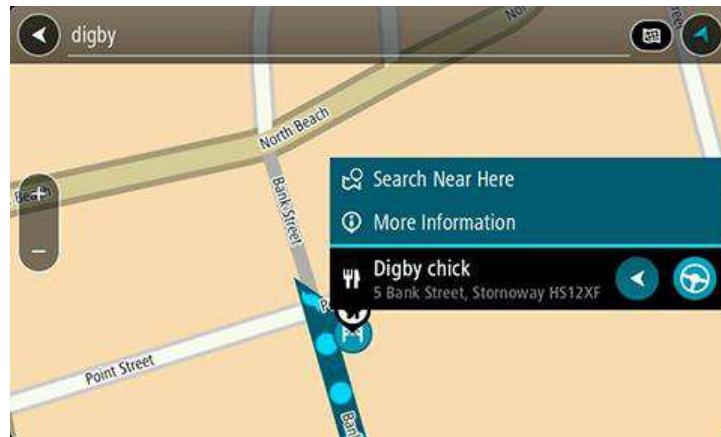 digby
North Beach
Beach
Bank Street
Search Near Here
More Information
Digby chick
5 Bank Street, Stornoway HS12XF
Point Street